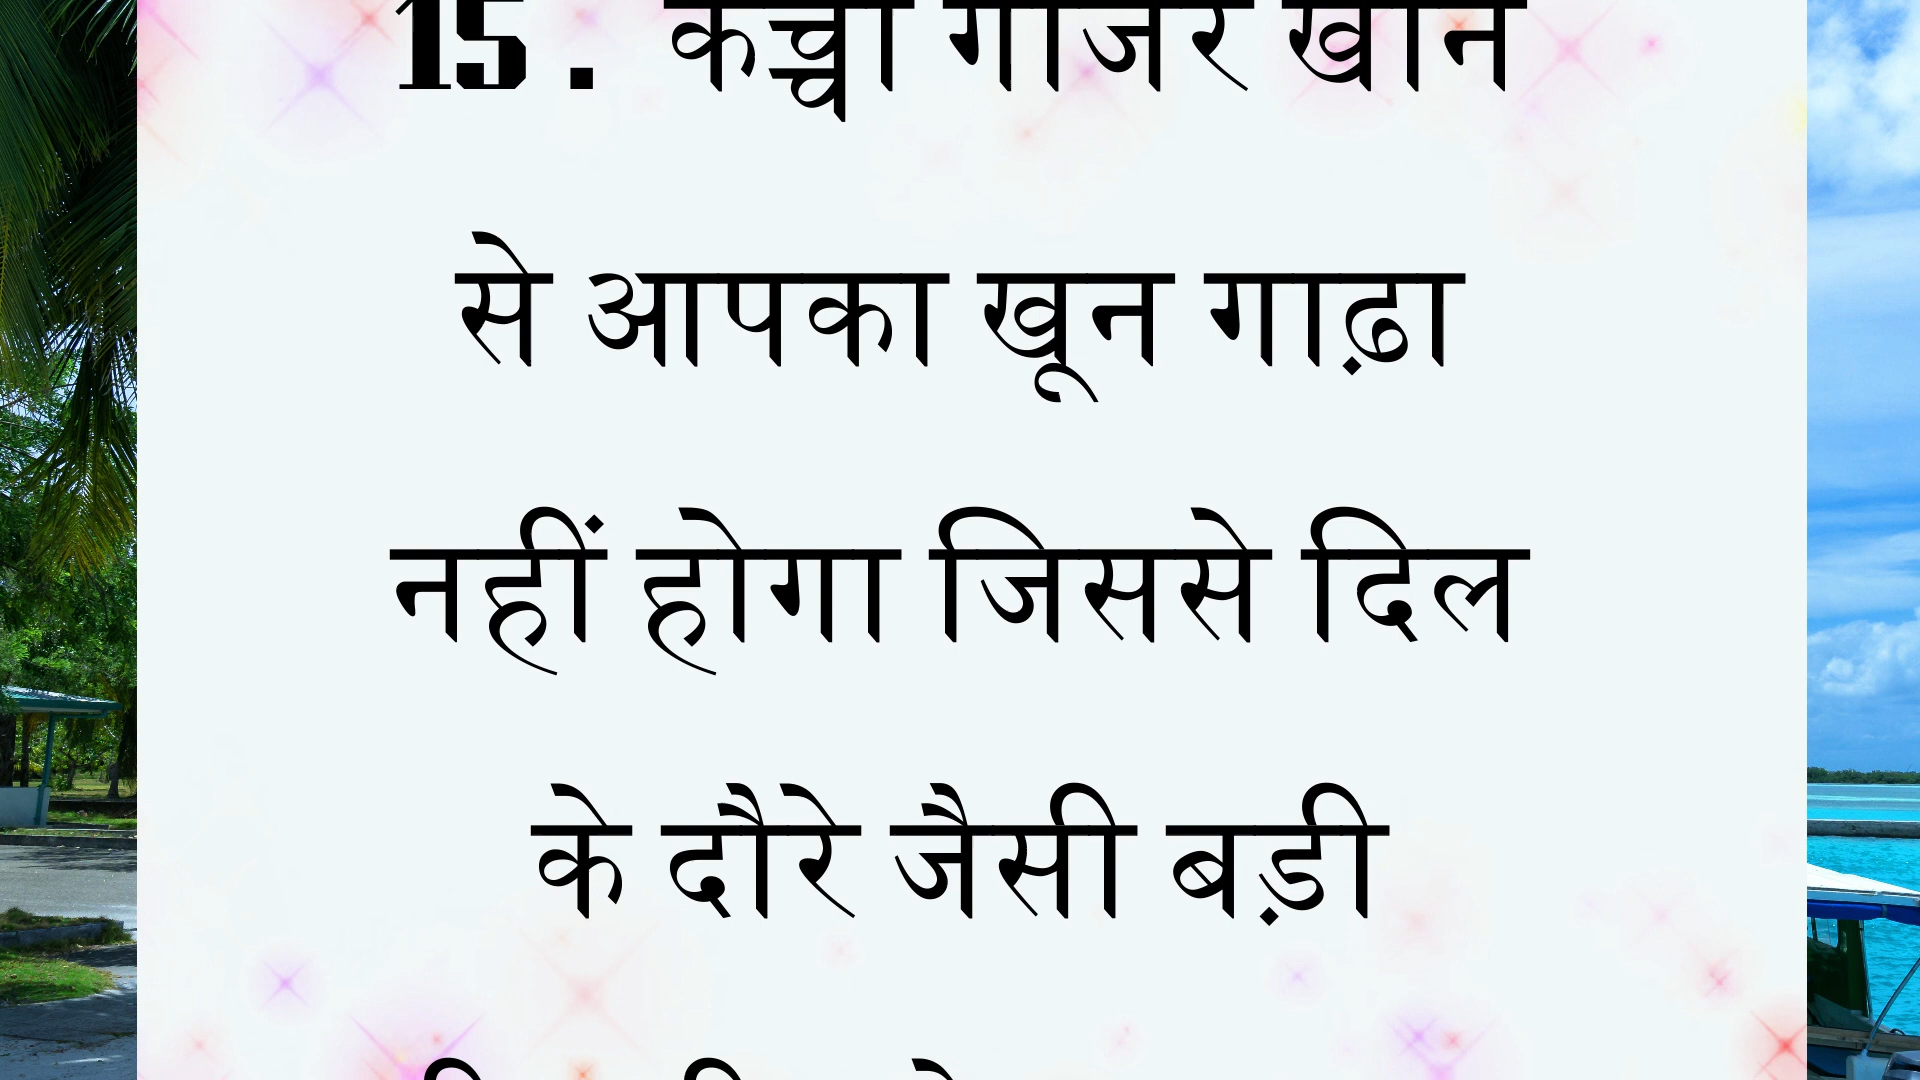 15. कच्चा गाजर खाने
से आपका खून गाढ़ा
नहीं होगा जिससे दिल
के दौरे जैसी बड़ी